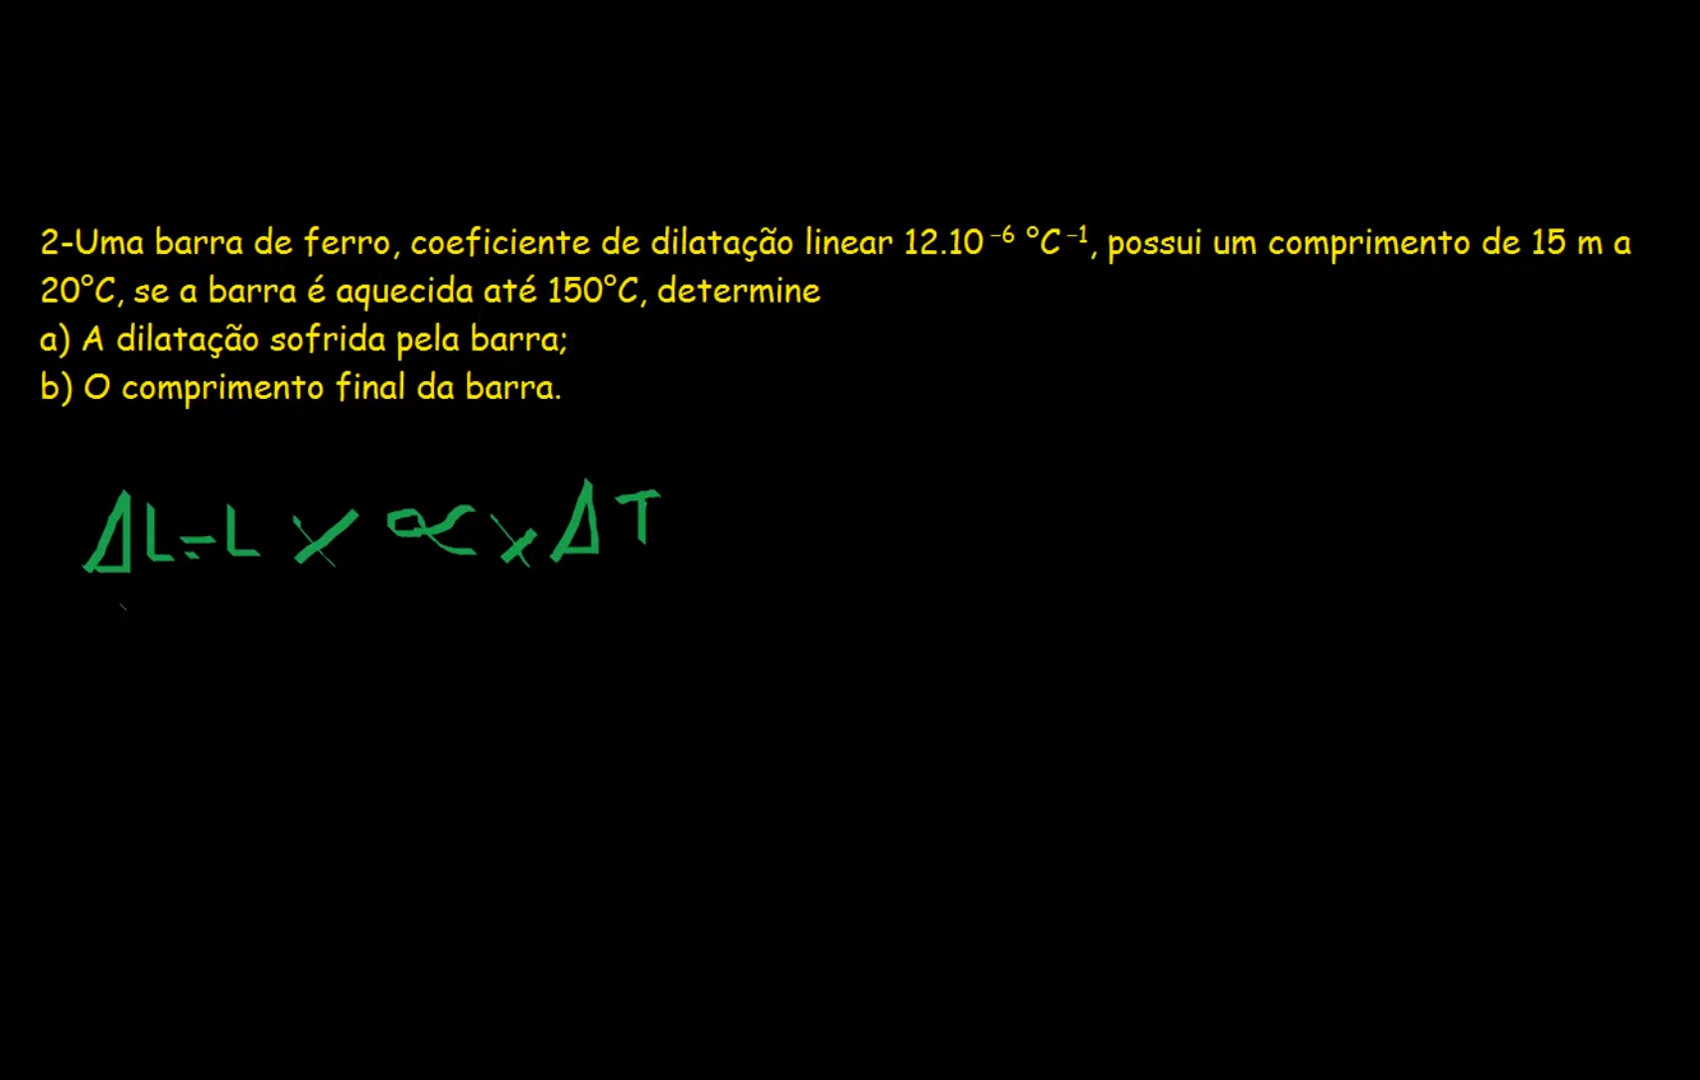 2-Uma barra de ferro, coeficiente de dilatação linear 12.10⁻⁶ °C⁻¹, possui um comprimento de 15 m a
20°C, se a barra é aquecida até 150°C, determine
a) A dilatação sofrida pela barra;
b) O comprimento final da barra.
ΔL=L x α x ΔT